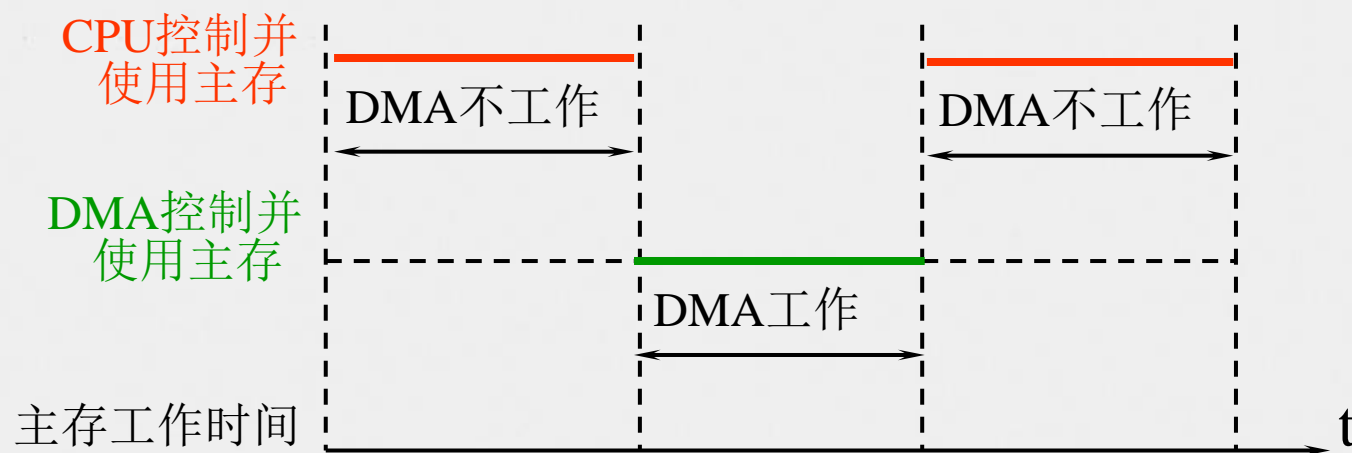 CPU控制并
使用主存
DMA不工作
DMA不工作
DMA控制并
使用主存
DMA工作
主存工作时间
t